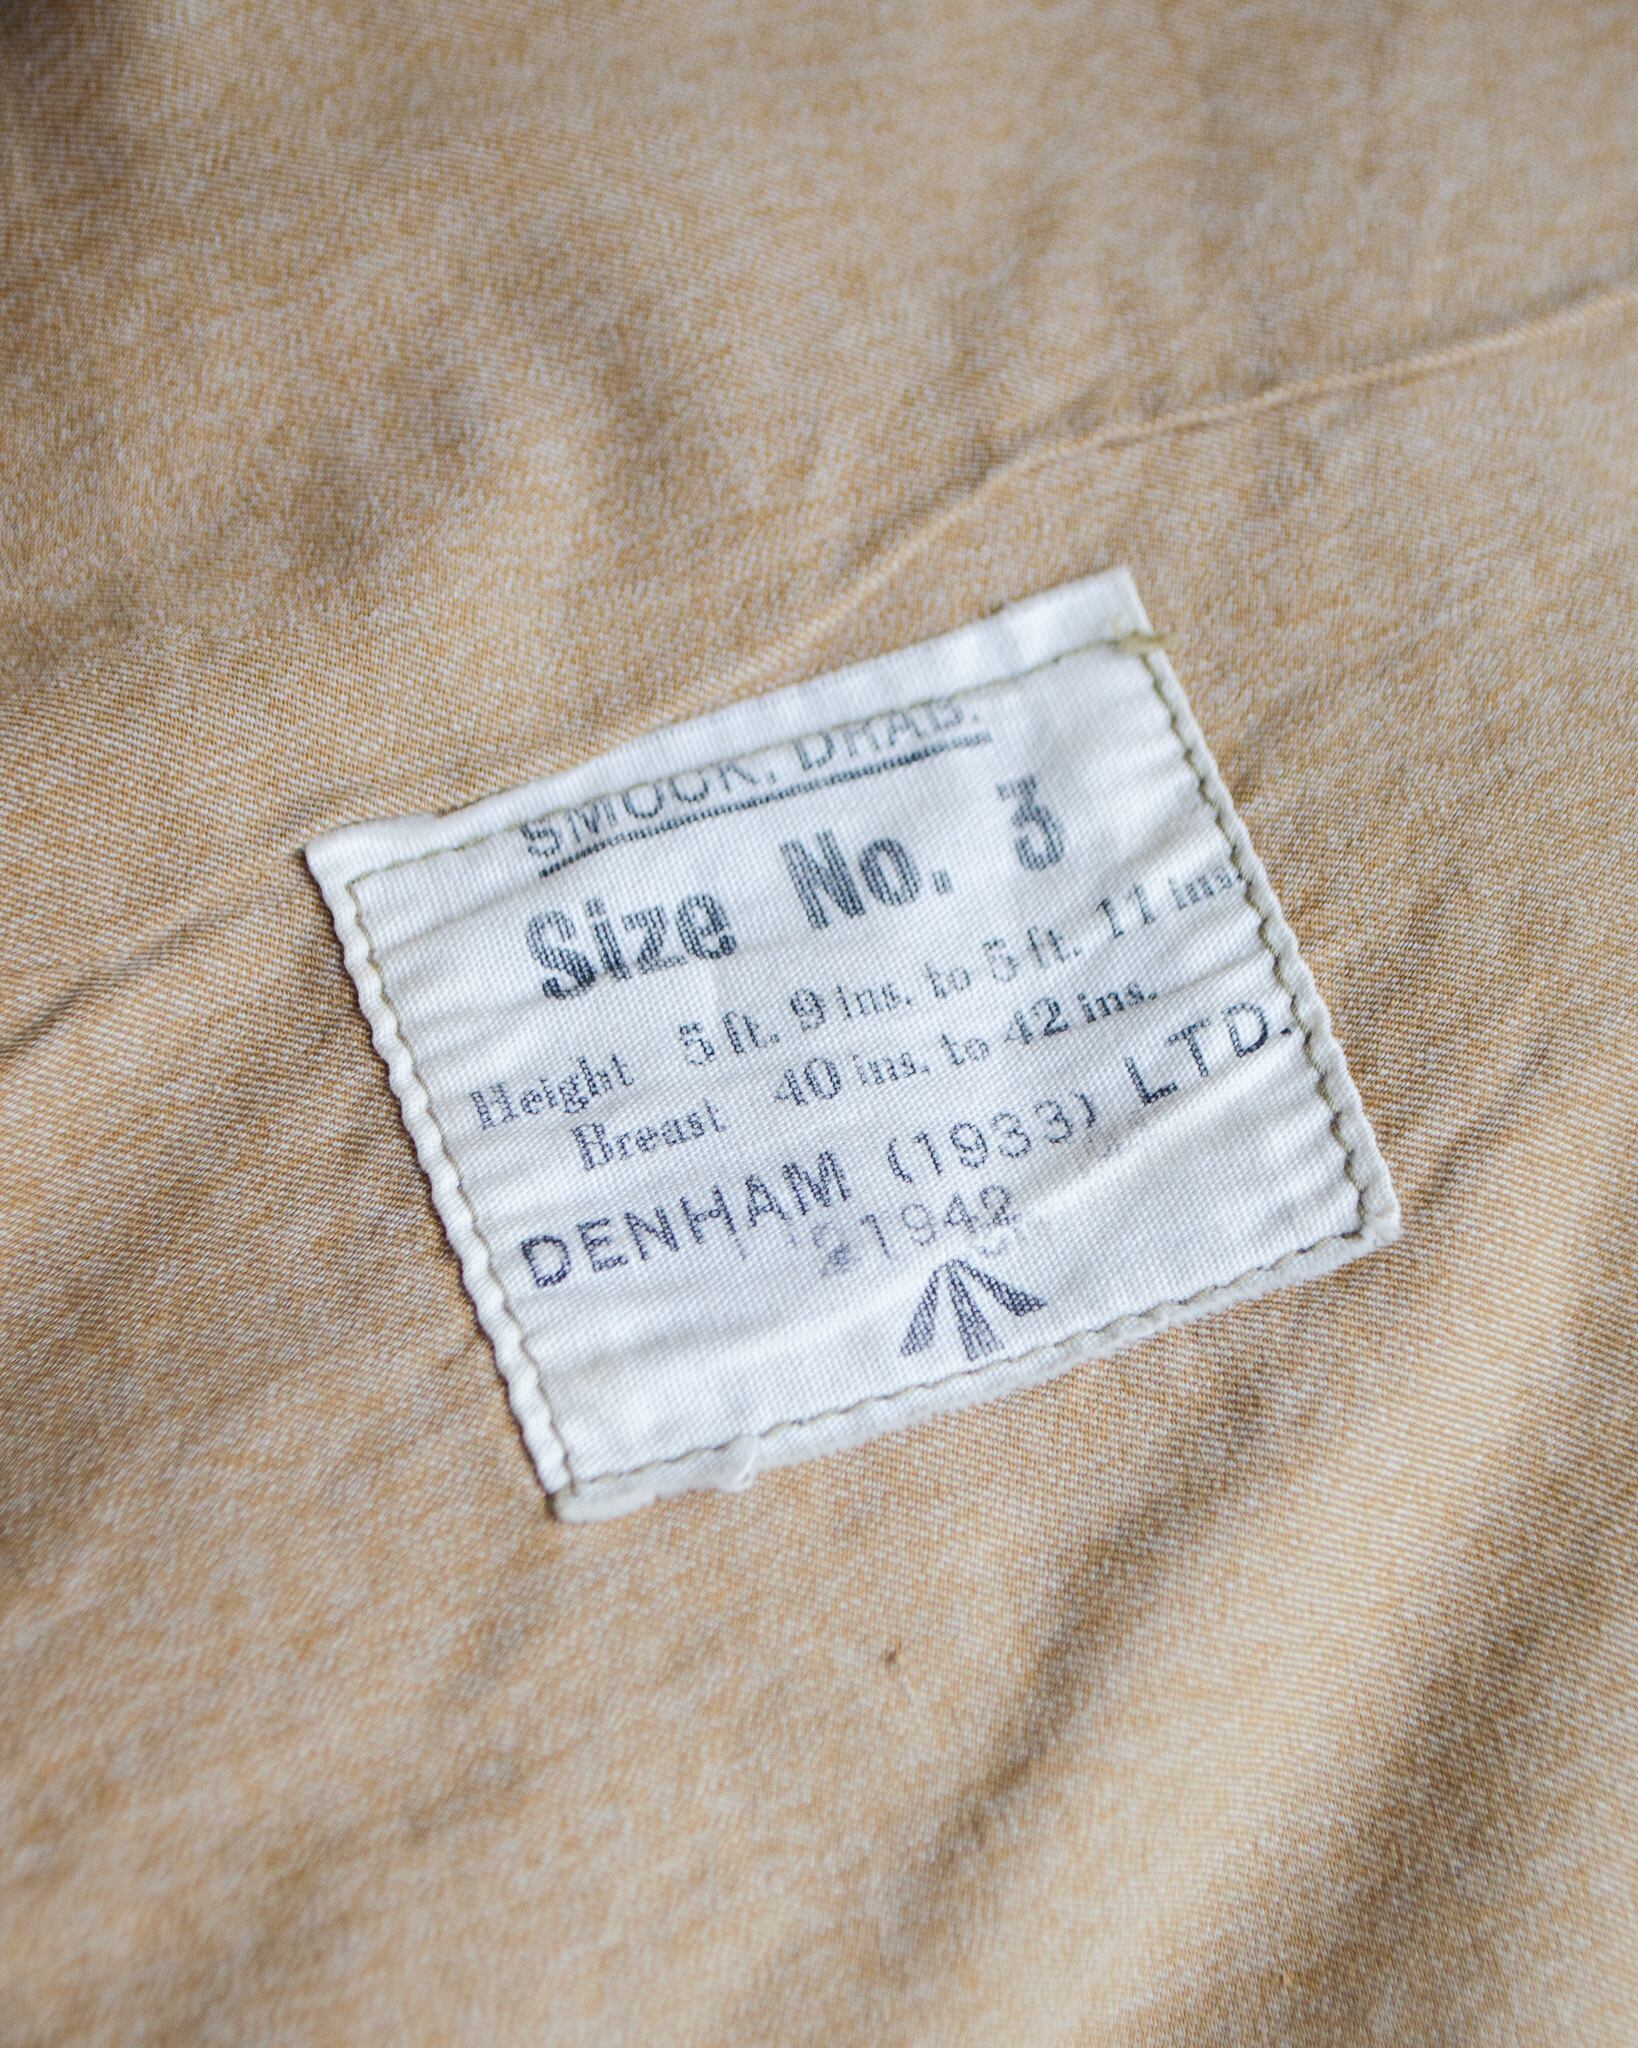 SMOCK, DRAB.
Size No. 3
Height 5 ft. 9 ins. to 5 ft. 11 ins.
Breast 40 ins. to 42 ins.
DENHAM (1933) LTD.
1942